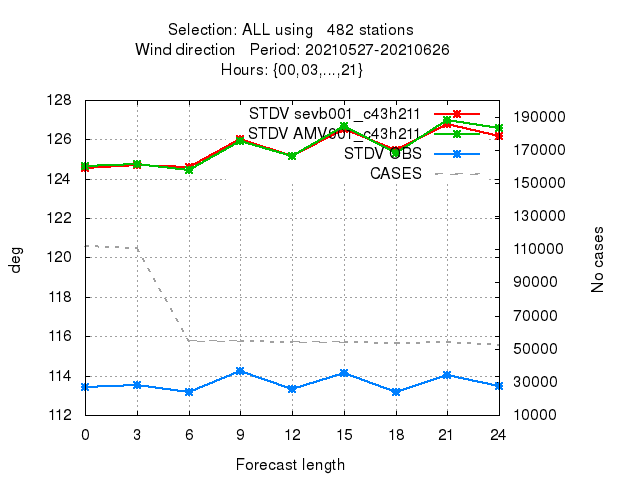 Selection: ALL using 482 stations
Wind direction Period: 20210527-20210626
Hours: {00,03,...,21}
STDV sevb001_c43h211
STDV AMV001_c43h211
STDV OBS
CASES
128
126
124
122
120
118
116
114
112
deg
190000
170000
150000
130000
110000
90000
70000
50000
30000
10000
No cases
0 3 6 9 12 15 18 21 24
Forecast length